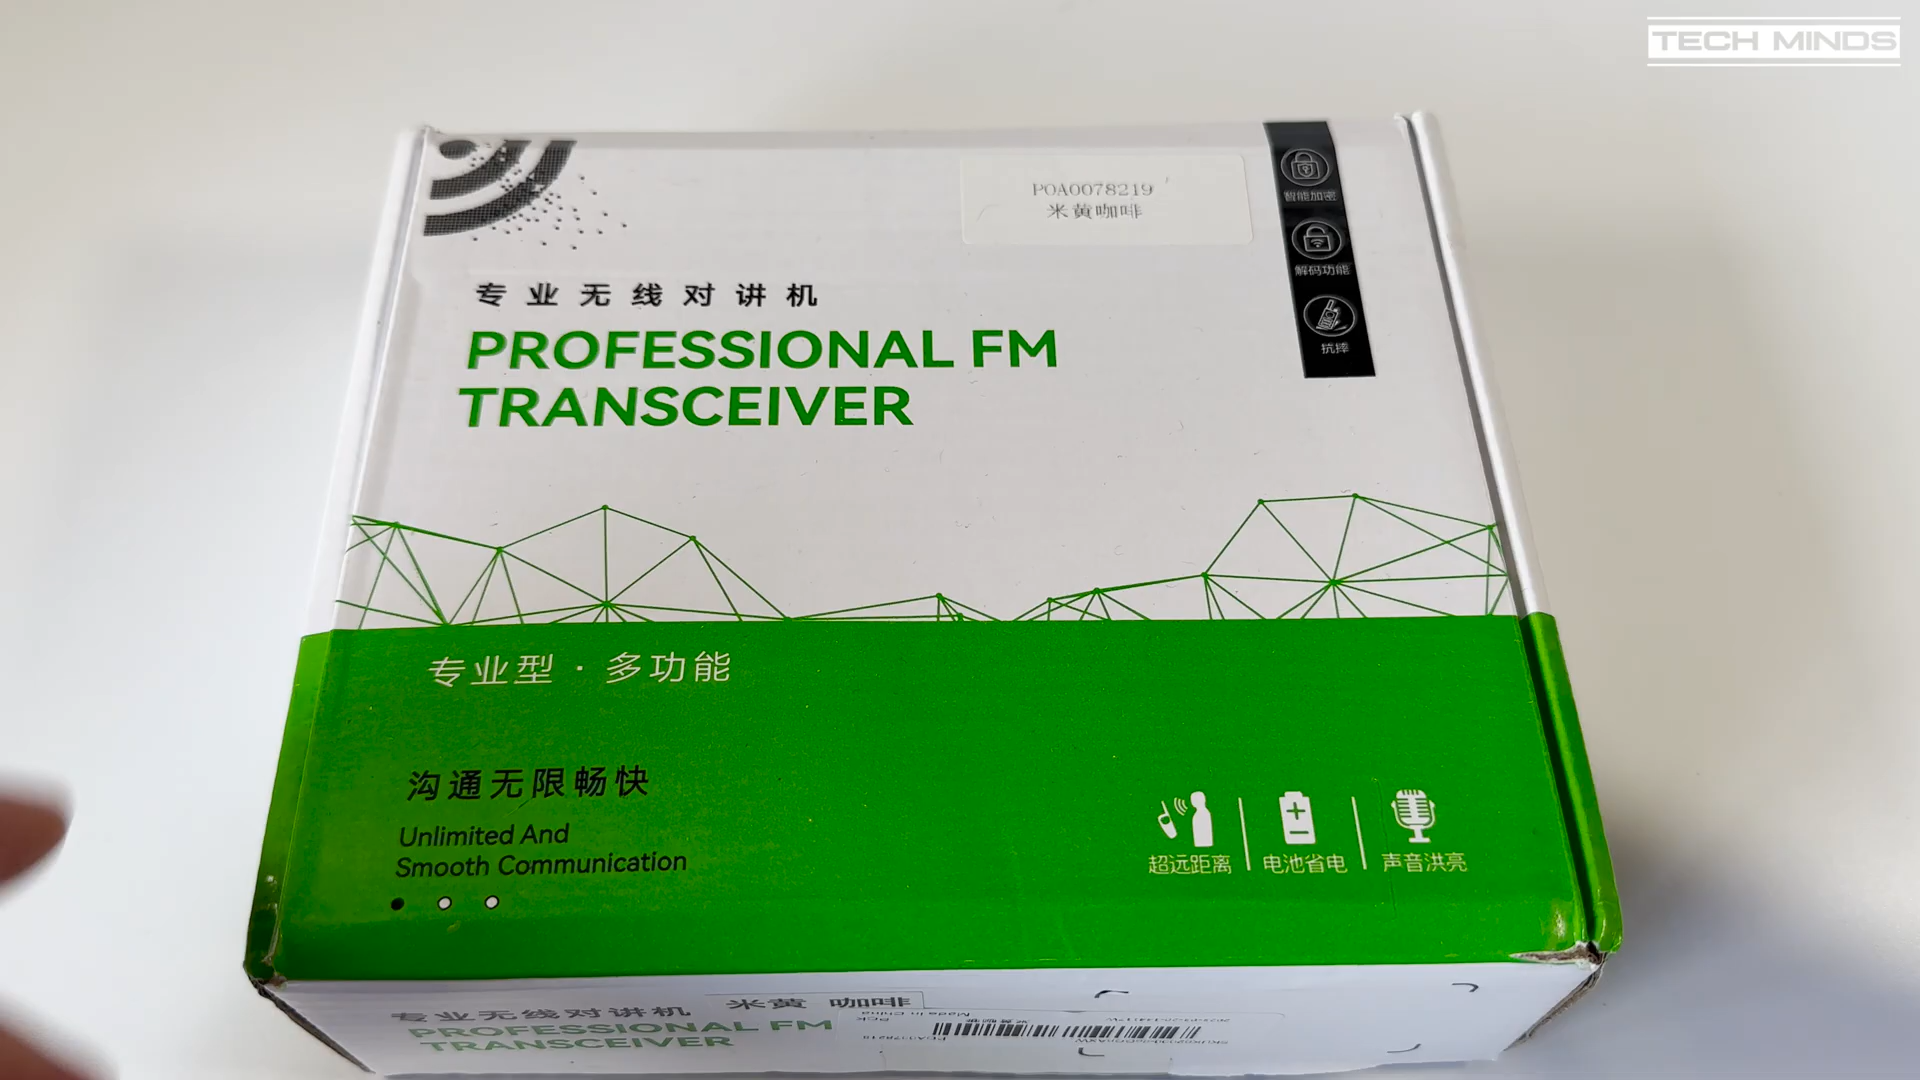 TECH MINDS
POA0078219
米黄咖啡
智能加密
解码功能
抗摔
专业无线对讲机
PROFESSIONAL FM
TRANSCEIVER
专业型·多功能
沟通无限畅快
Unlimited And
Smooth Communication
超远距离
电池省电
声音洪亮
专业无线对讲机
米黄 咖啡
PROFESSIONAL FM
TRANSCEIVER
Made in China